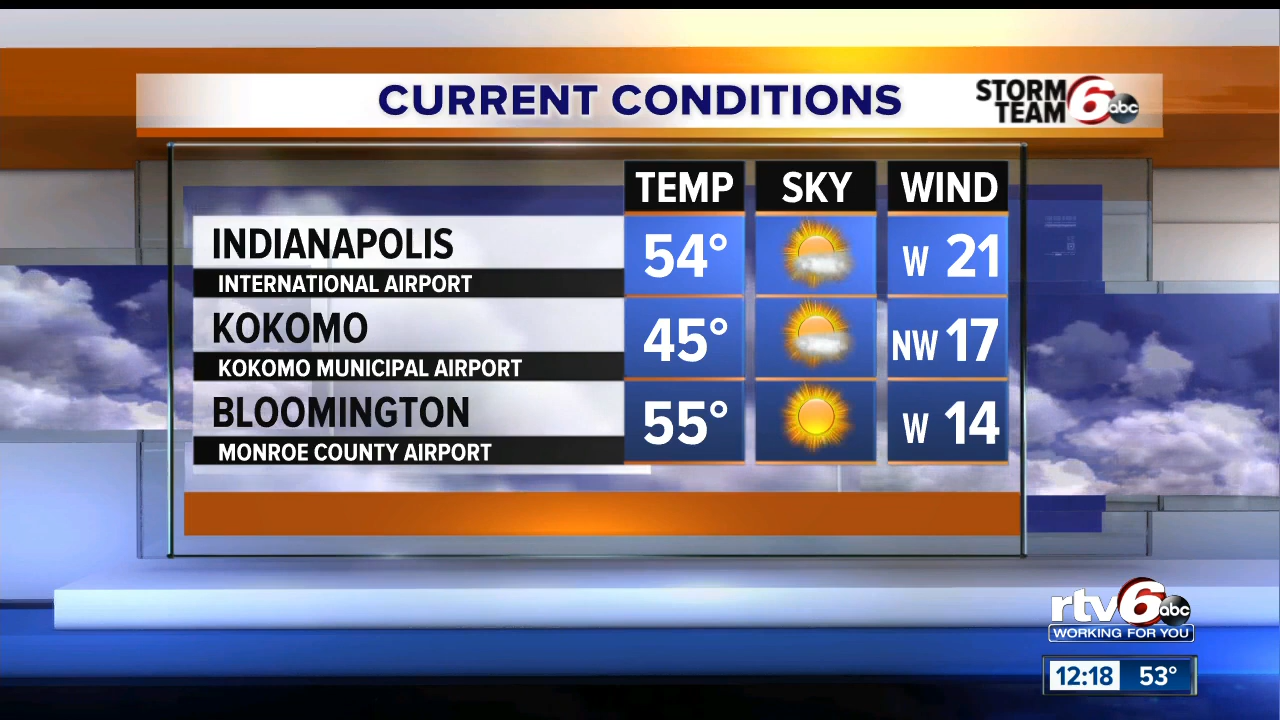 CURRENT CONDITIONS
STORM TEAM 6 abc
TEMP SKY WIND
INDIANAPOLIS
INTERNATIONAL AIRPORT
54° W 21
KOKOMO
KOKOMO MUNICIPAL AIRPORT
45° NW 17
BLOOMINGTON
MONROE COUNTY AIRPORT
55° W 14
rtv6 abc
WORKING FOR YOU
12:18 53°